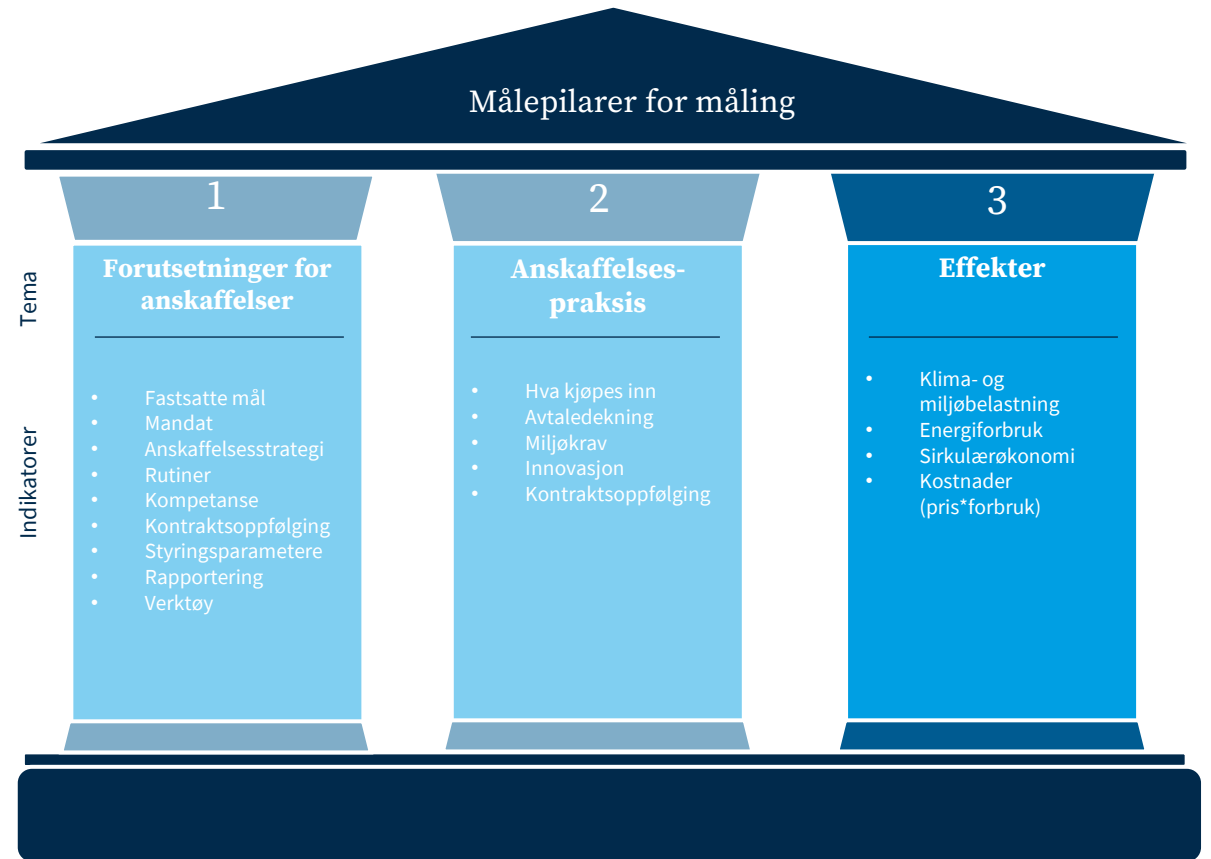 Målepilarer for måling
1
2
3
Tema
Indikatorer
Forutsetninger for
anskaffelser
• Fastsatte mål
• Mandat
• Anskaffelsesstrategi
• Rutiner
• Kompetanse
• Kontraktsoppfølging
• Styringsparametere
• Rapportering
• Verktøy
Anskaffelses-
praksis
• Hva kjøpes inn
• Avtaledekning
• Miljøkrav
• Innovasjon
• Kontraktsoppfølging
Effekter
• Klima- og
miljøbelastning
• Energiforbruk
• Sirkulærøkonomi
• Kostnader
(pris*forbruk)